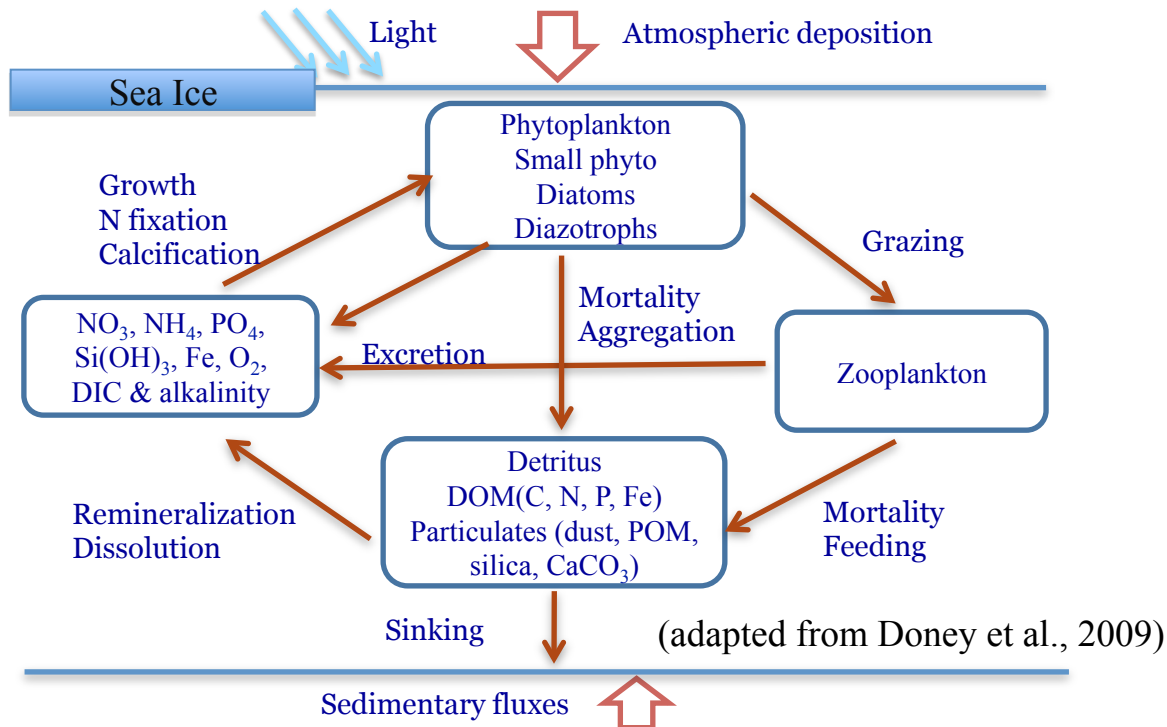 Light
Atmospheric deposition
Sea Ice
Phytoplankton
Small phyto
Diatoms
Diazotrophs
Growth
N fixation
Calcification
Grazing
Mortality
Aggregation
NO₃, NH₄, PO₄,
Si(OH)₃, Fe, O₂,
DIC & alkalinity
Excretion
Zooplankton
Detritus
DOM(C, N, P, Fe)
Particulates (dust, POM,
silica, CaCO₃)
Remineralization
Dissolution
Mortality
Feeding
Sinking
(adapted from Doney et al., 2009)
Sedimentary fluxes